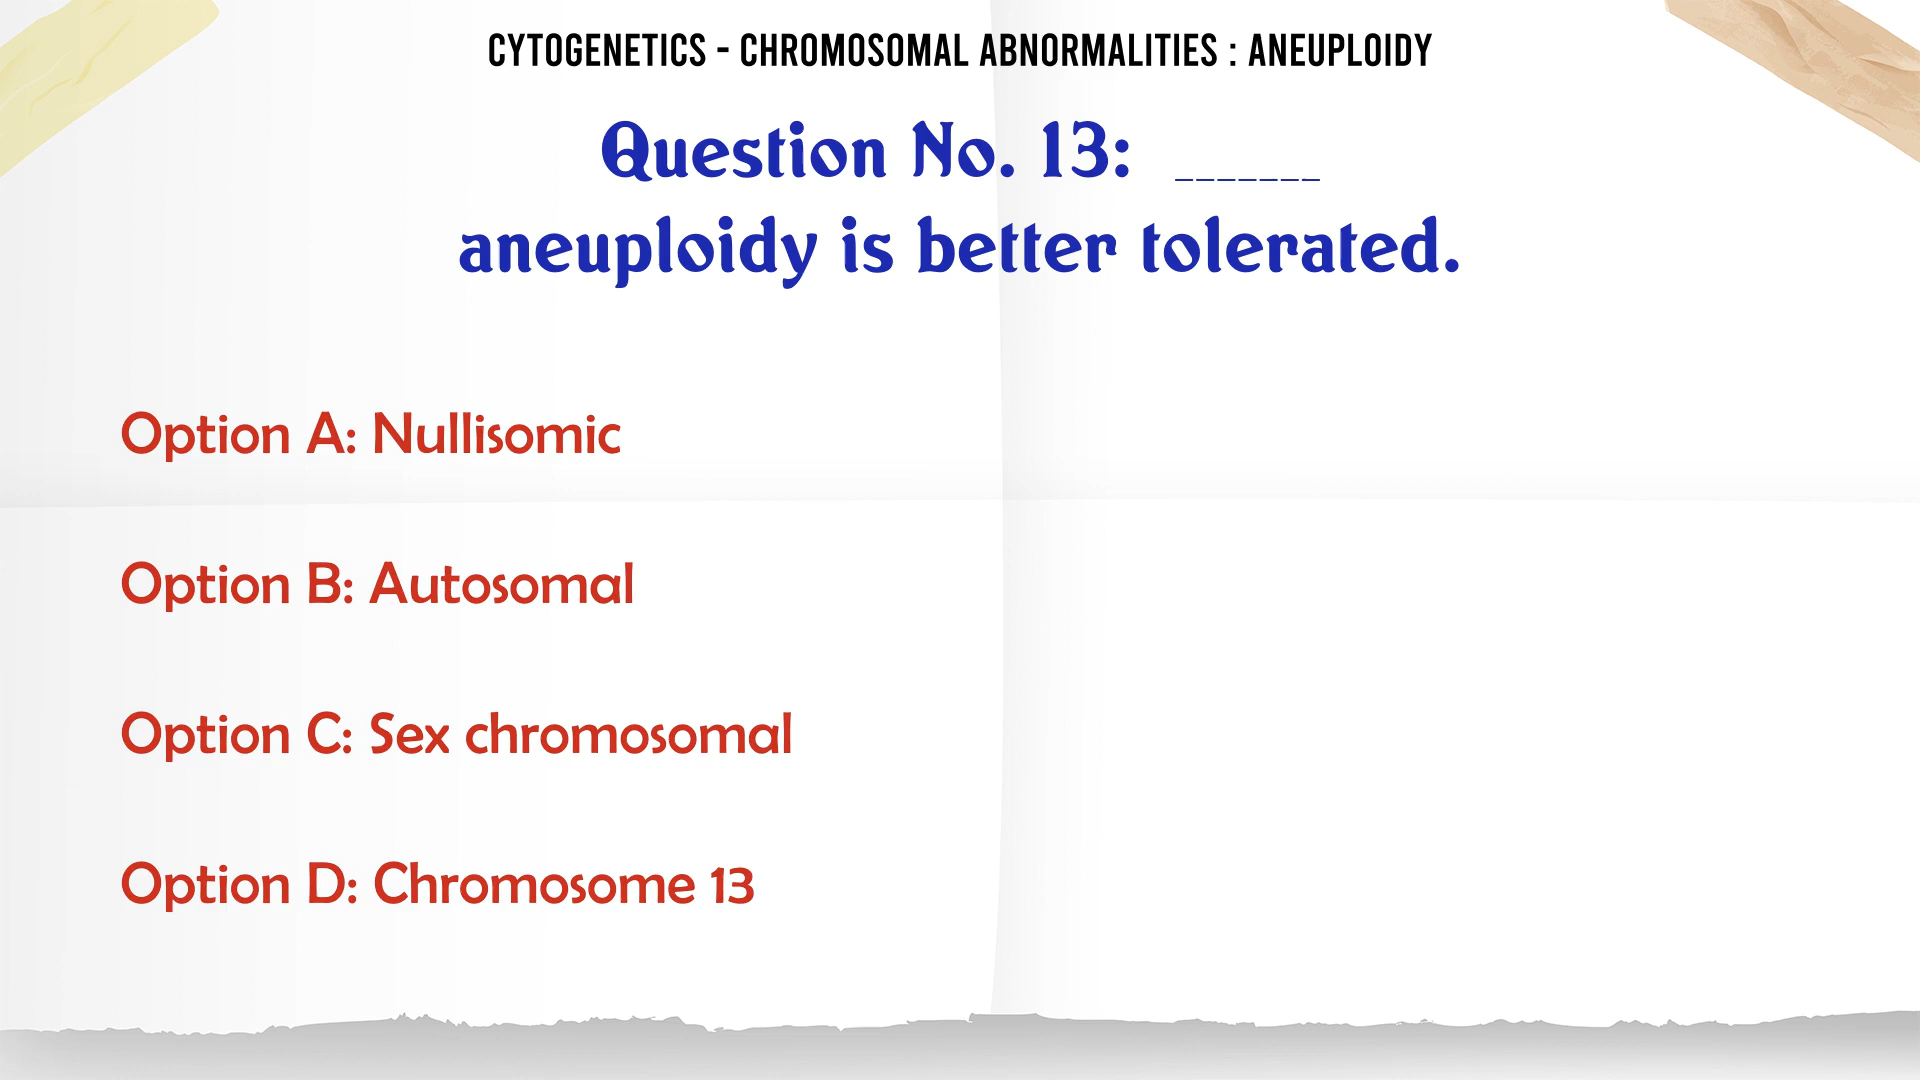 CYTOGENETICS - CHROMOSOMAL ABNORMALITIES : ANEUPLOIDY
Question No. 13: _______
aneuploidy is better tolerated.
Option A: Nullisomic
Option B: Autosomal
Option C: Sex chromosomal
Option D: Chromosome 13